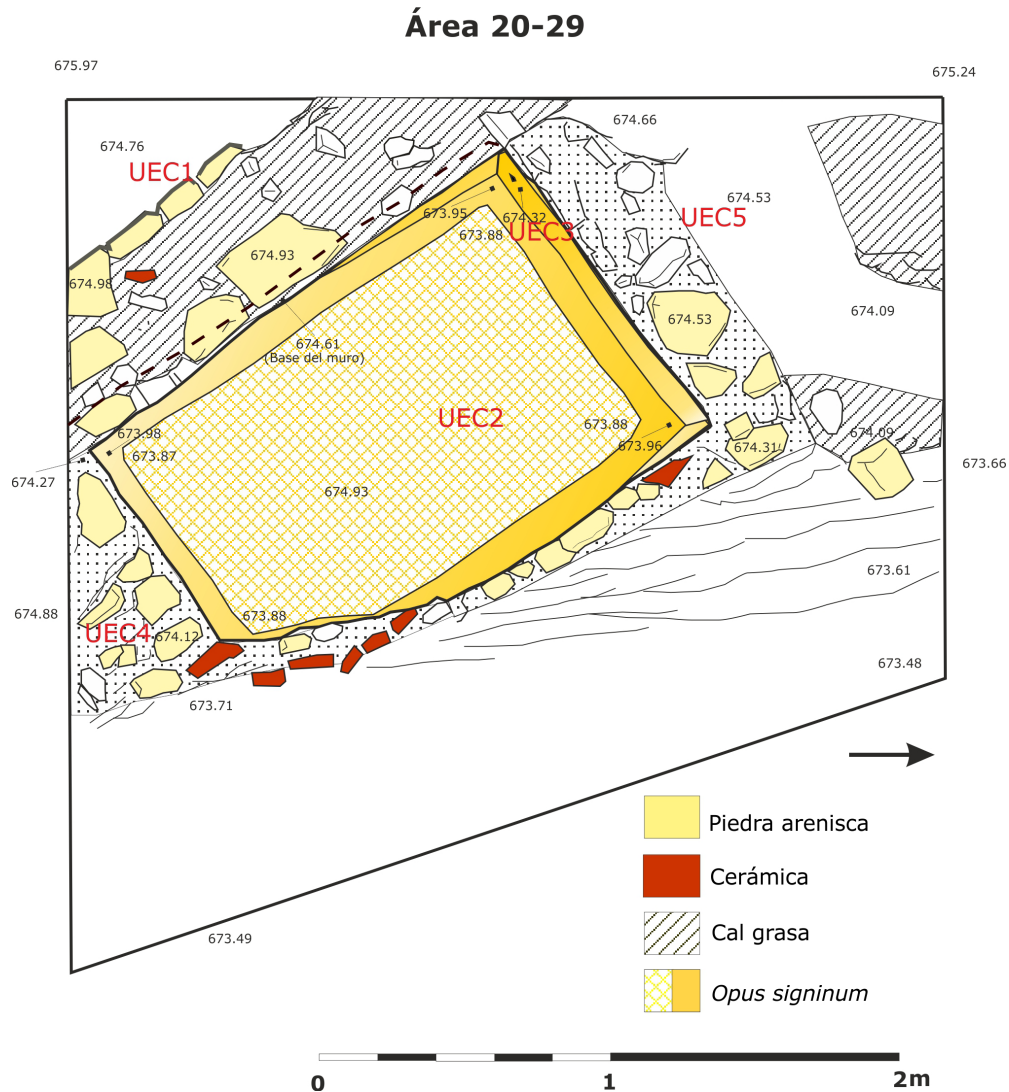 Área 20-29
675.97
675.24
674.76
674.66
UEC1
674.53
UEC5
673.95
674.32
UEC3
673.88
674.93
674.98
674.09
674.53
674.61
(Base del muro)
UEC2
673.88
673.98
674.09
673.96
674.31
673.87
673.66
674.27
674.93
673.61
673.88
674.88
UEC4
674.12
673.48
673.71
Piedra arenisca
Cerámica
673.49
Cal grasa
Opus signinum
0
1
2m